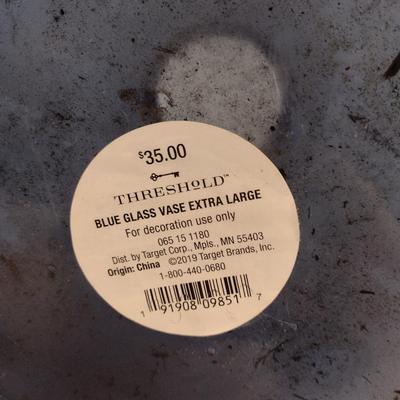 $35.00
THRESHOLD™
BLUE GLASS VASE EXTRA LARGE
For decoration use only
065 15 1180
Dist. by Target Corp., Mpls., MN 55403
Origin: China ©2019 Target Brands, Inc.
1-800-440-0680
1 91908 09851 7